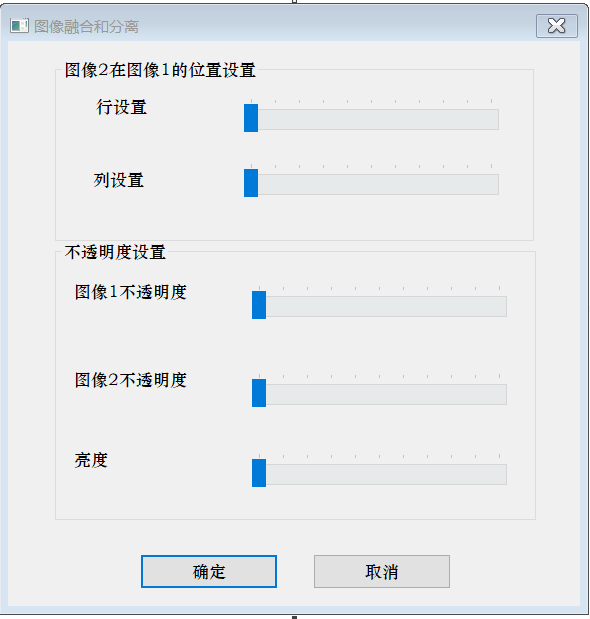 图像融合和分离
图像2在图像1的位置设置
行设置
列设置
不透明度设置
图像1不透明度
图像2不透明度
亮度
确定
取消